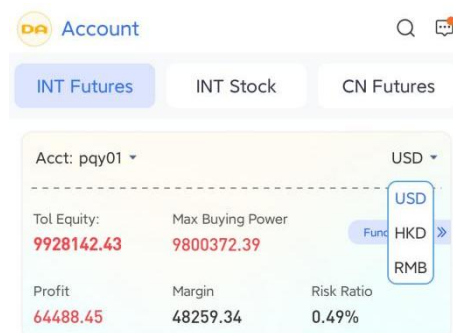 DA Account
INT Futures INT Stock CN Futures
Acct: pqy01 USD
USD
HKD
RMB
Tol Equity: Max Buying Power
9928142.43 9800372.39
Profit Margin Risk Ratio
64488.45 48259.34 0.49%